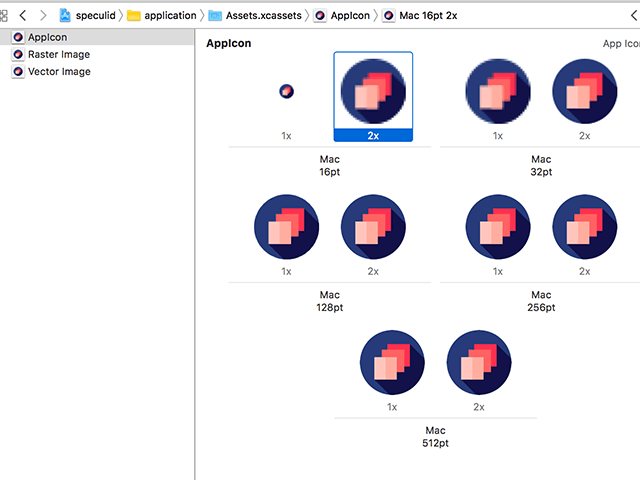 speculid application Assets.xcassets AppIcon Mac 16pt 2x
AppIcon
Raster Image
Vector Image
AppIcon App Icon
1x 2x 1x 2x
Mac Mac
16pt 32pt
1x 2x 1x 2x
Mac Mac
128pt 256pt
1x 2x
Mac
512pt